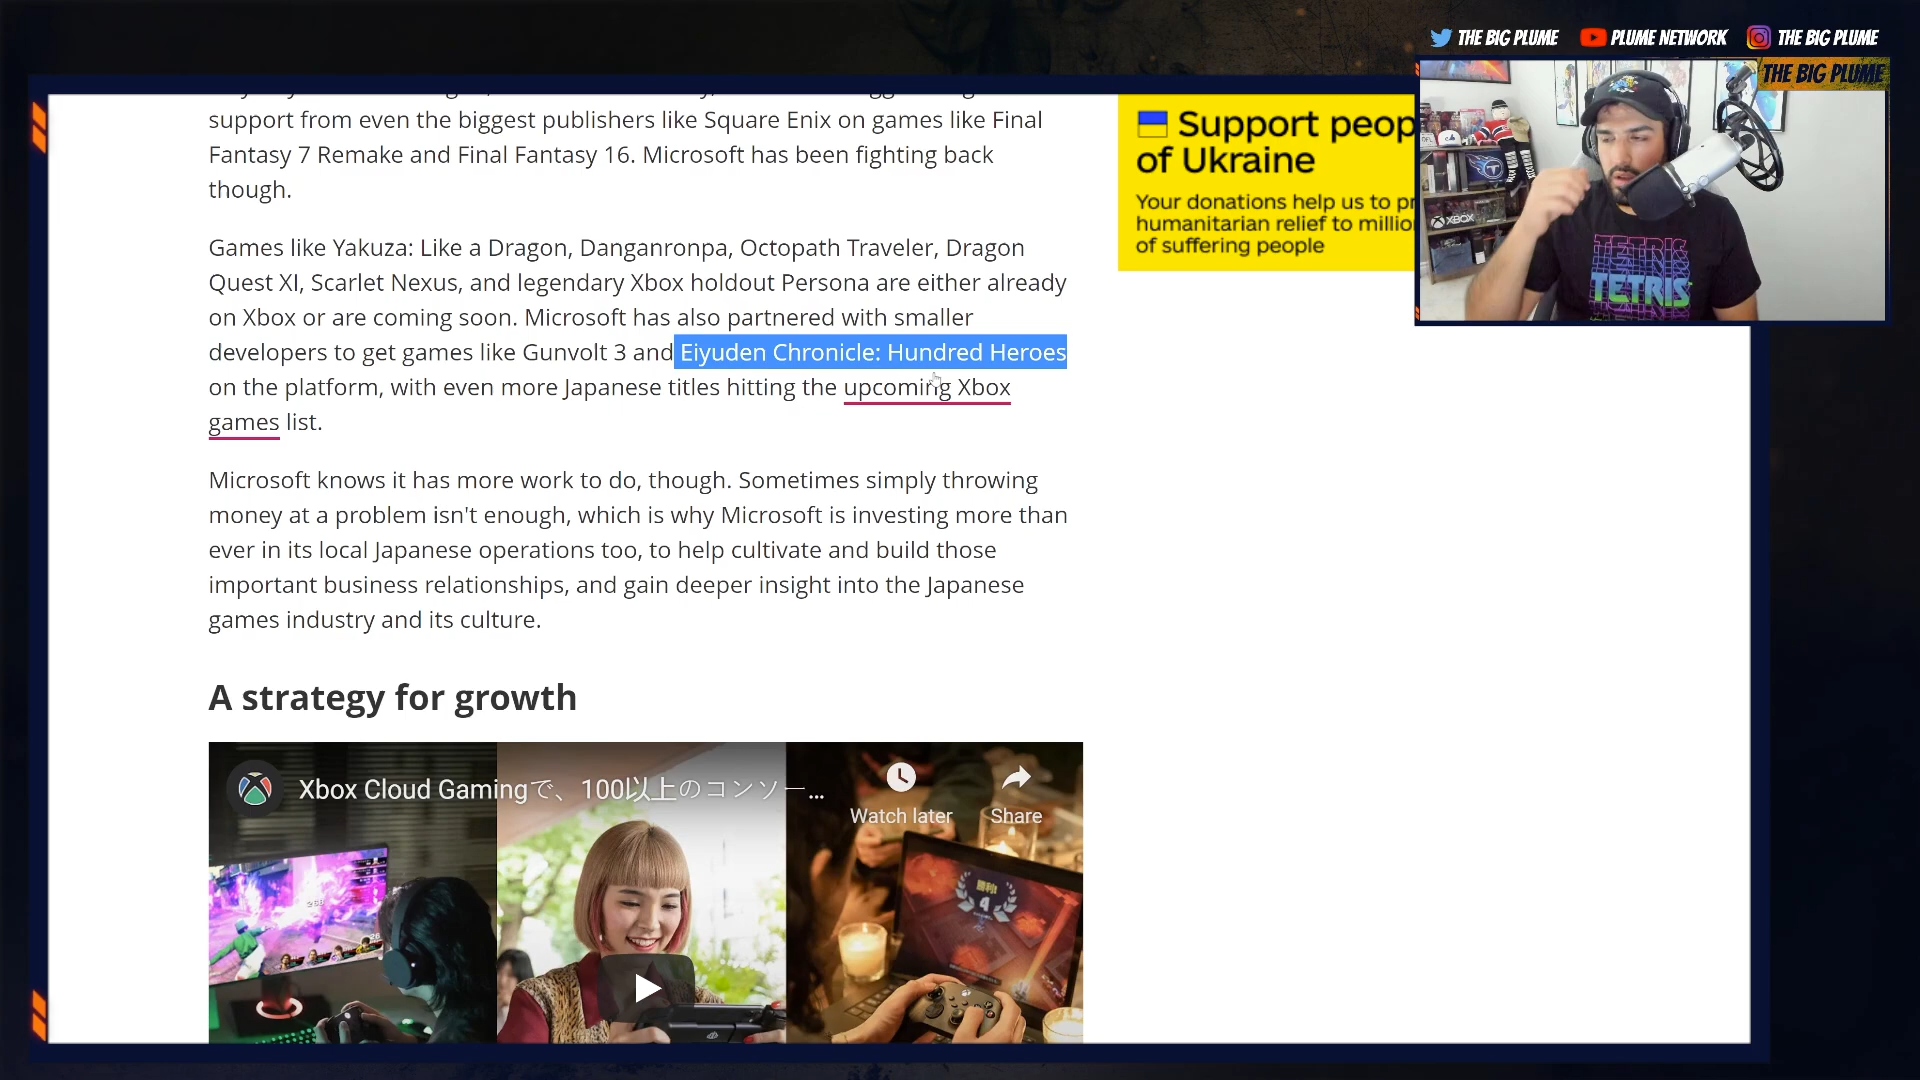 THE BIG PLUME PLUME NETWORK THE BIG PLUME
THE BIG PLUME
support from even the biggest publishers like Square Enix on games like Final
Fantasy 7 Remake and Final Fantasy 16. Microsoft has been fighting back
though.
Games like Yakuza: Like a Dragon, Danganronpa, Octopath Traveler, Dragon
Quest XI, Scarlet Nexus, and legendary Xbox holdout Persona are either already
on Xbox or are coming soon. Microsoft has also partnered with smaller
developers to get games like Gunvolt 3 and Eiyuden Chronicle: Hundred Heroes
on the platform, with even more Japanese titles hitting the upcoming Xbox
games list.
Microsoft knows it has more work to do, though. Sometimes simply throwing
money at a problem isn't enough, which is why Microsoft is investing more than
ever in its local Japanese operations too, to help cultivate and build those
important business relationships, and gain deeper insight into the Japanese
games industry and its culture.
A strategy for growth
Xbox Cloud Gamingで、100以上のコンソー...
Watch later Share
勝利!
4
268
Support peop
of Ukraine
Your donations help us to pr
humanitarian relief to millio
of suffering people
XBOX
TETRIS
TETRIS